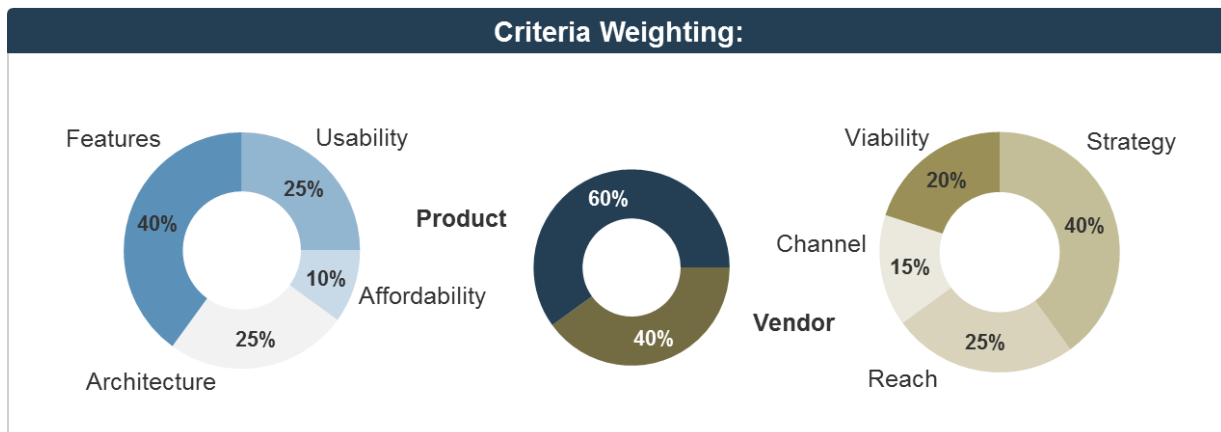 Criteria Weighting:
Features
Usability
40%
25%
10%
Affordability
25%
Architecture
Product
60%
40%
Vendor
Viability
Strategy
20%
40%
Channel
15%
25%
Reach